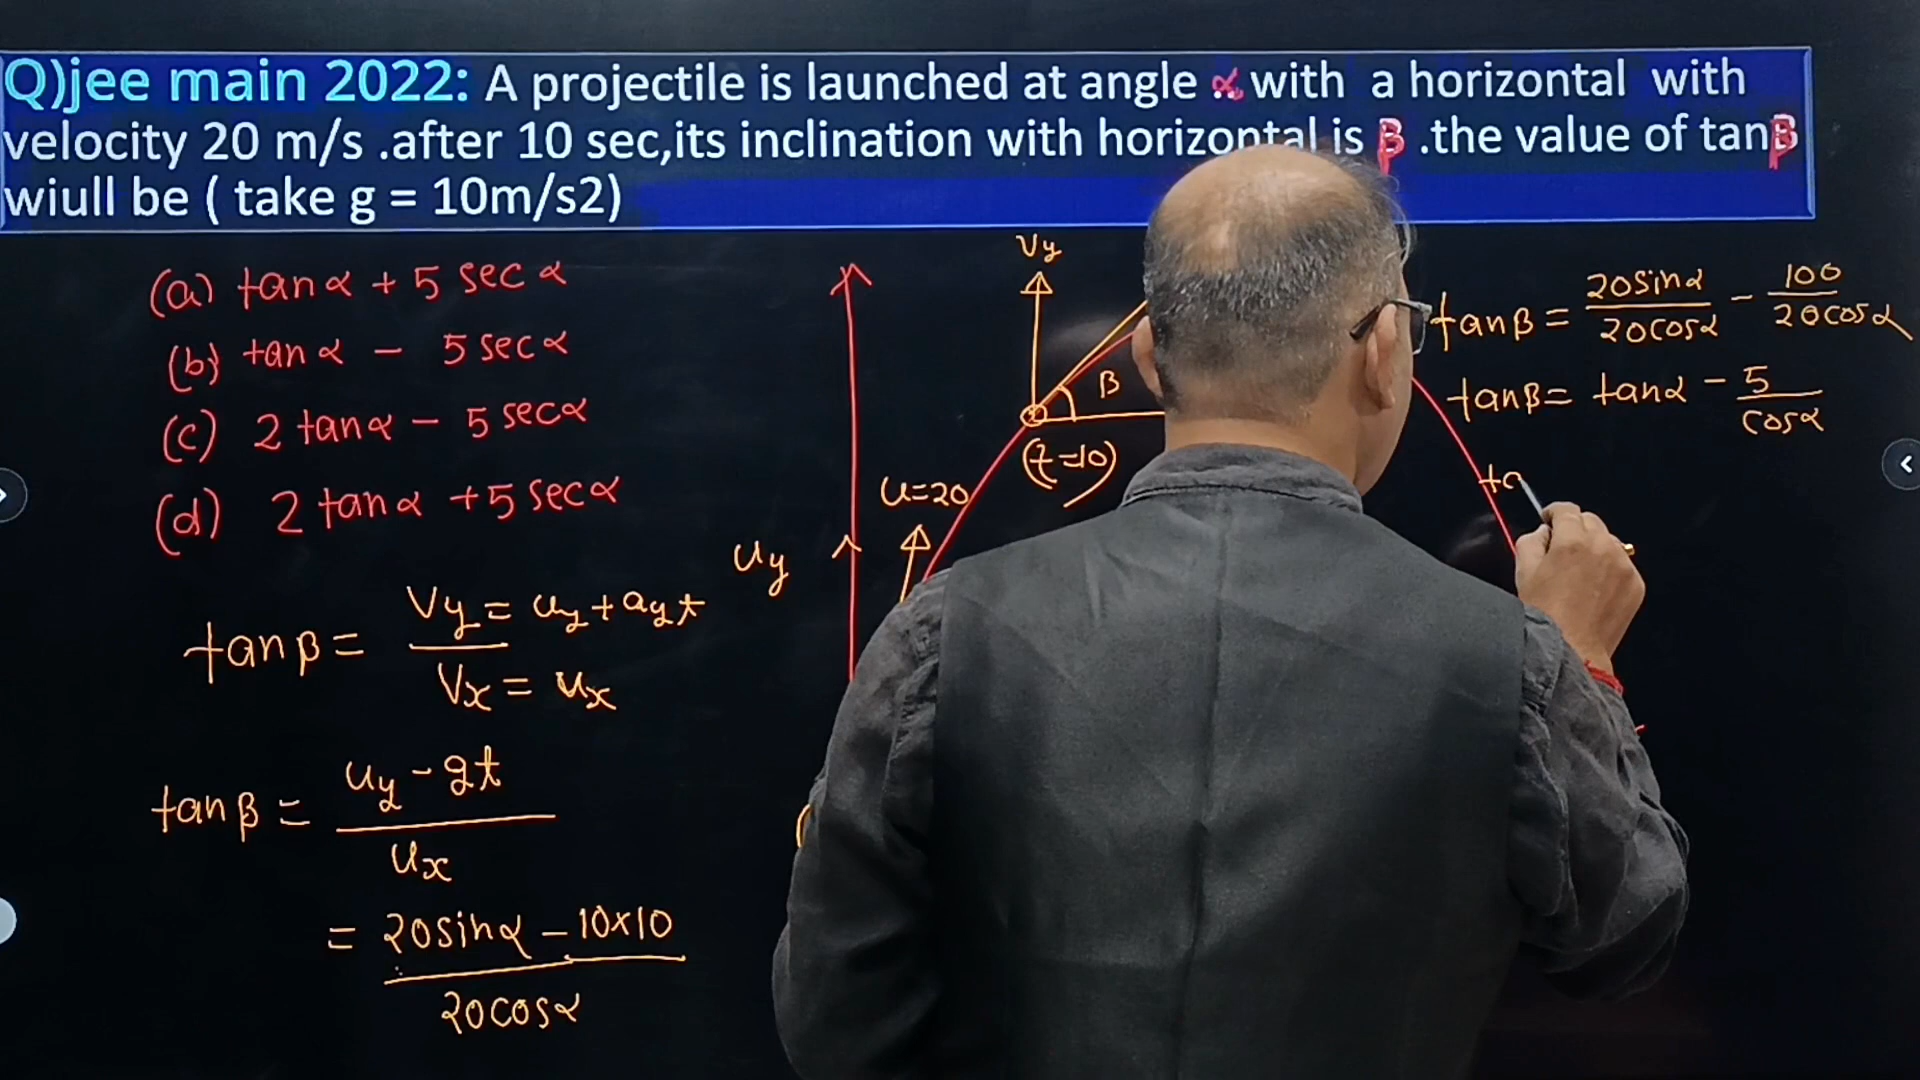 Q)jee main 2022: A projectile is launched at angle α with a horizontal with
velocity 20 m/s .after 10 sec,its inclination with horizontal is β .the value of tanβ
wiull be ( take g = 10m/s2)
(a) tanα + 5 secα
(b) tanα - 5 secα
(c) 2 tanα - 5 secα
(d) 2 tanα + 5 secα
tanβ = Vy = uy + ayt / Vx = ux
tanβ = uy - gt / ux
= 20sinα - 10×10 / 20cosα
Vy
β
(t=10)
u=20
uy
tanβ = 20sinα / 20cosα - 100 / 20cosα
tanβ = tanα - 5 / cosα